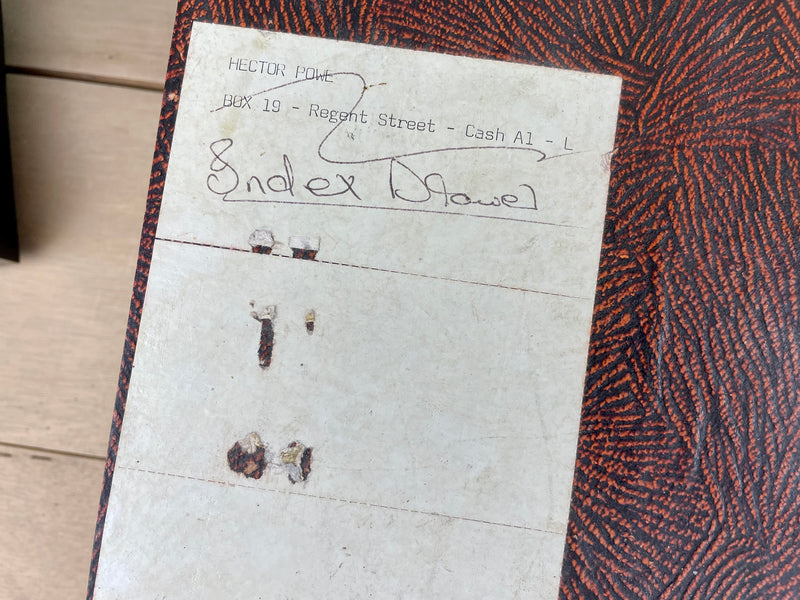 HECTOR POWE
BOX 19 - Regent Street - Cash A1 - L
Index Drawer